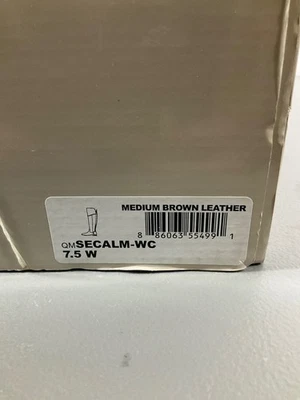 MEDIUM BROWN LEATHER
8 86063 55499 1
QMSECALM-WC
7.5 W